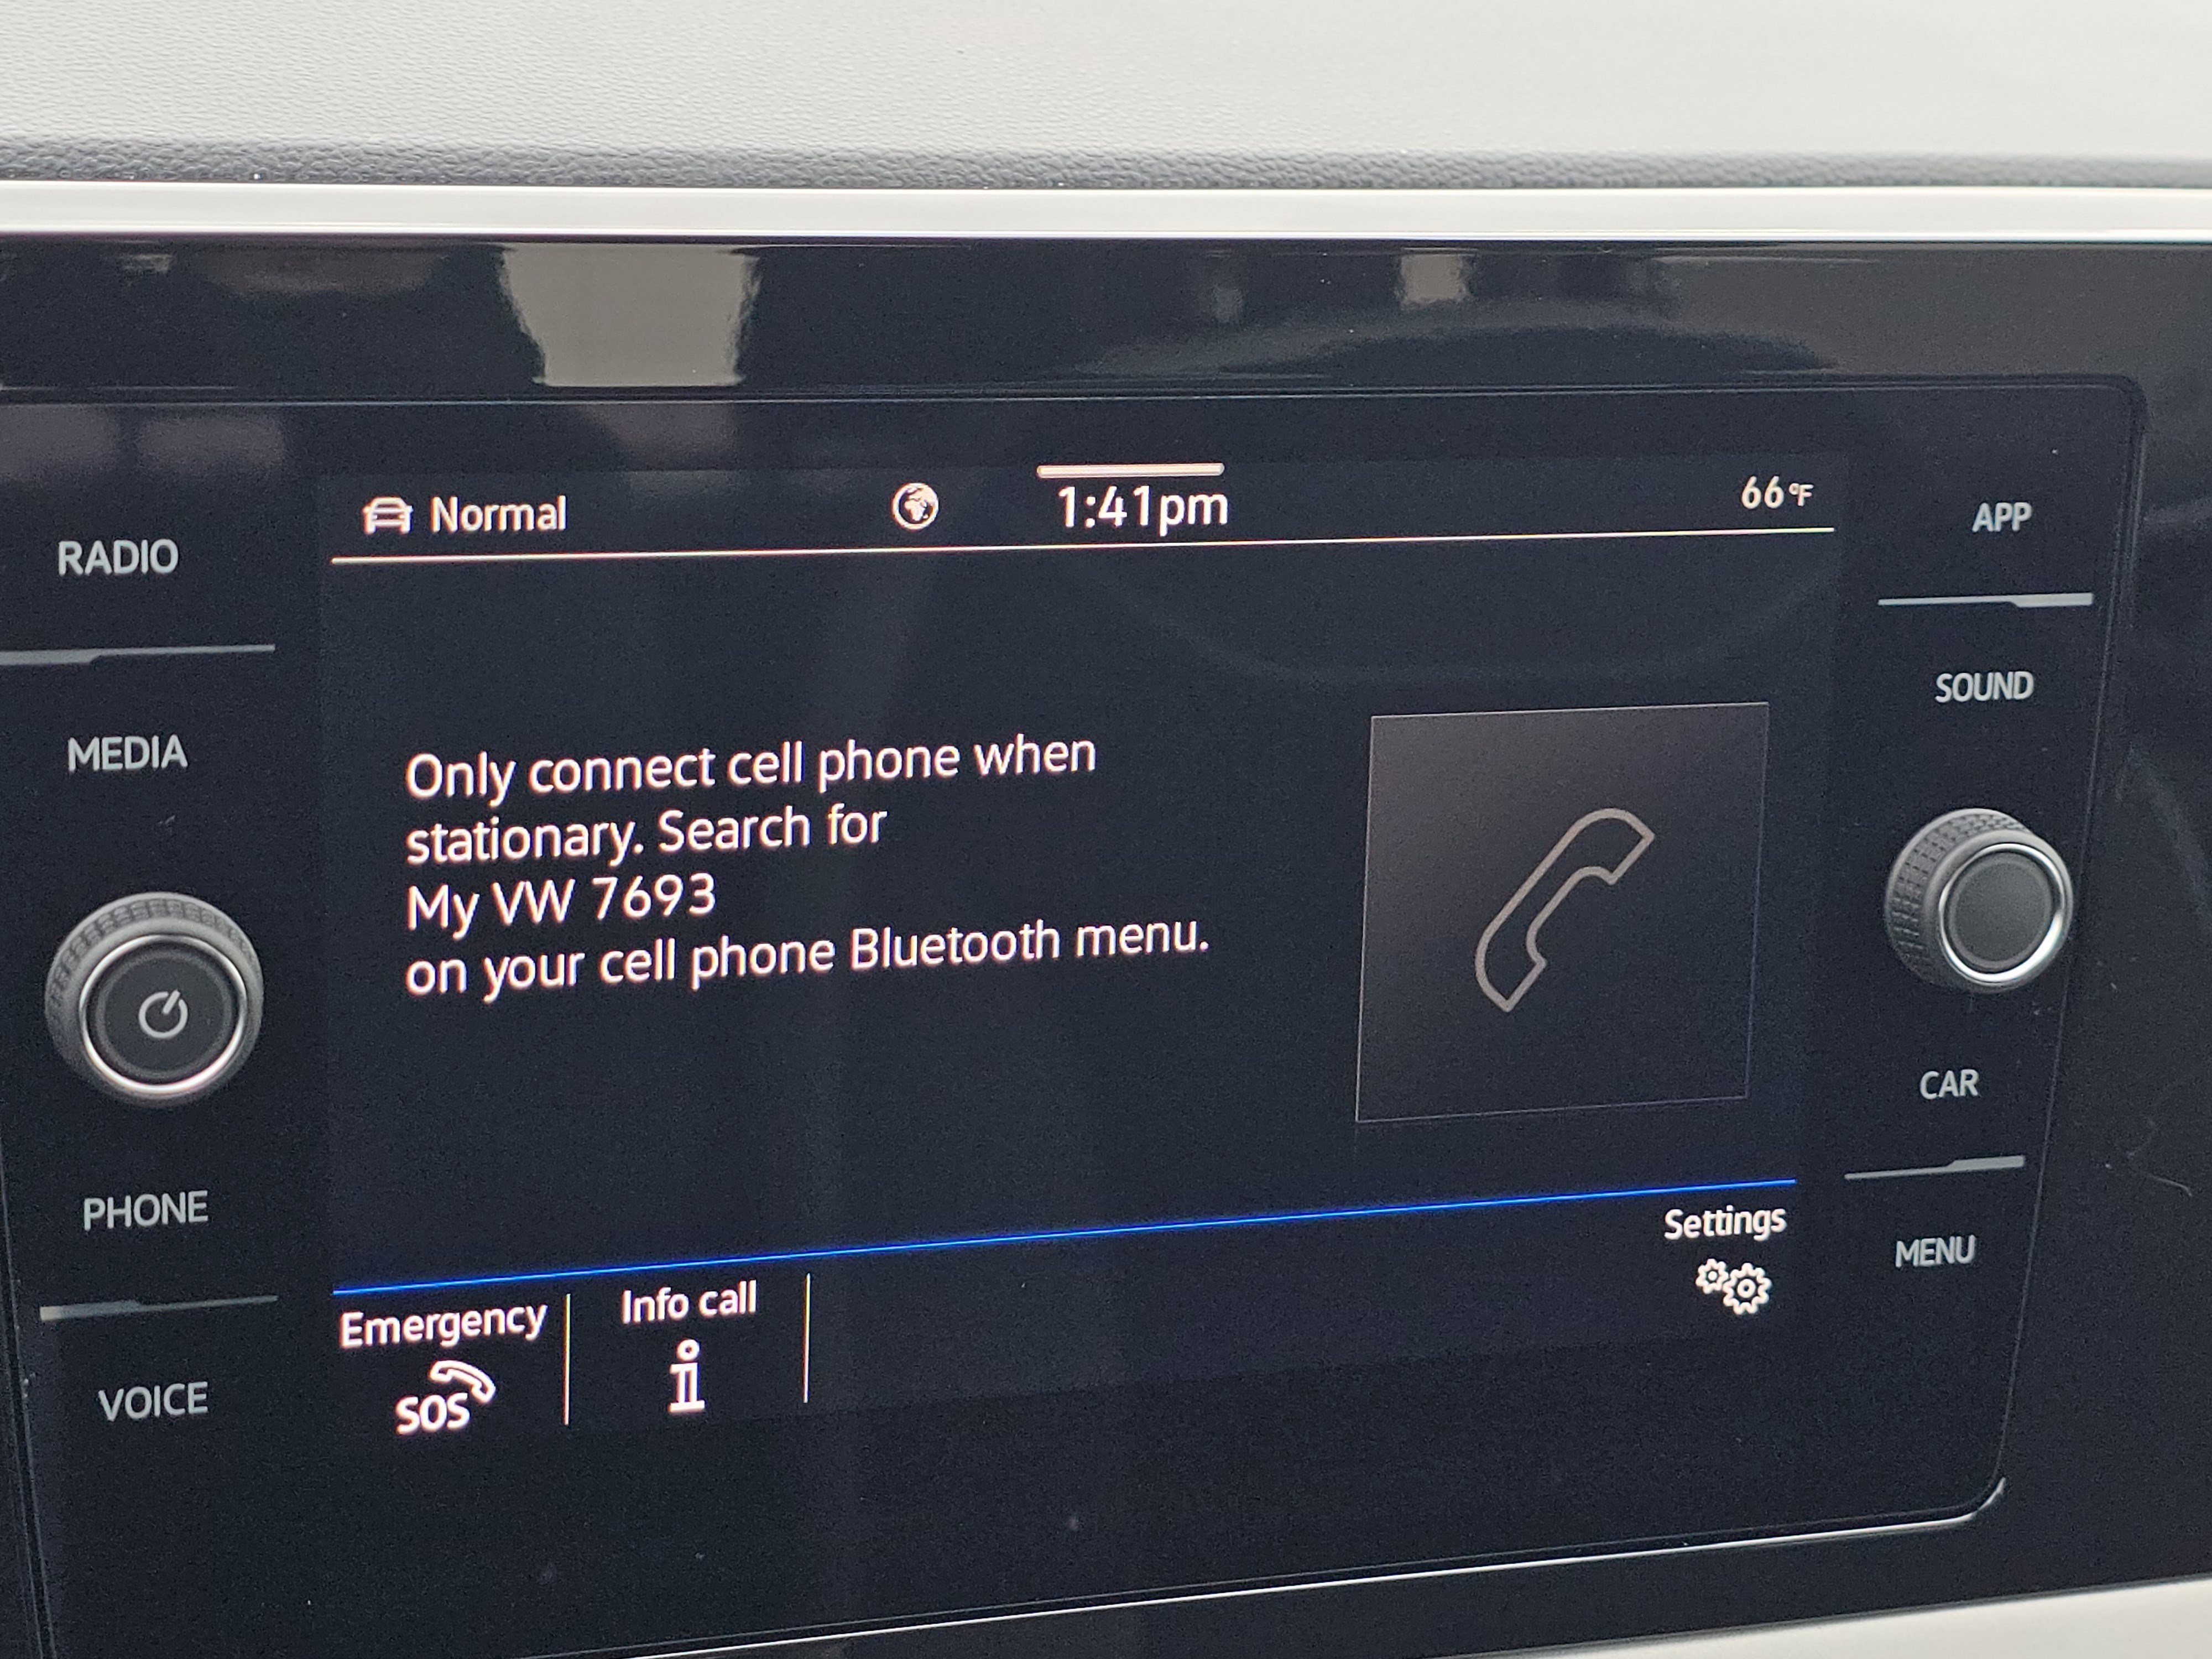 Normal
1:41pm
66°F
APP
RADIO
SOUND
MEDIA
Only connect cell phone when
stationary. Search for
My VW 7693
on your cell phone Bluetooth menu.
CAR
PHONE
Settings
MENU
Emergency
Info call
i
SOS
VOICE